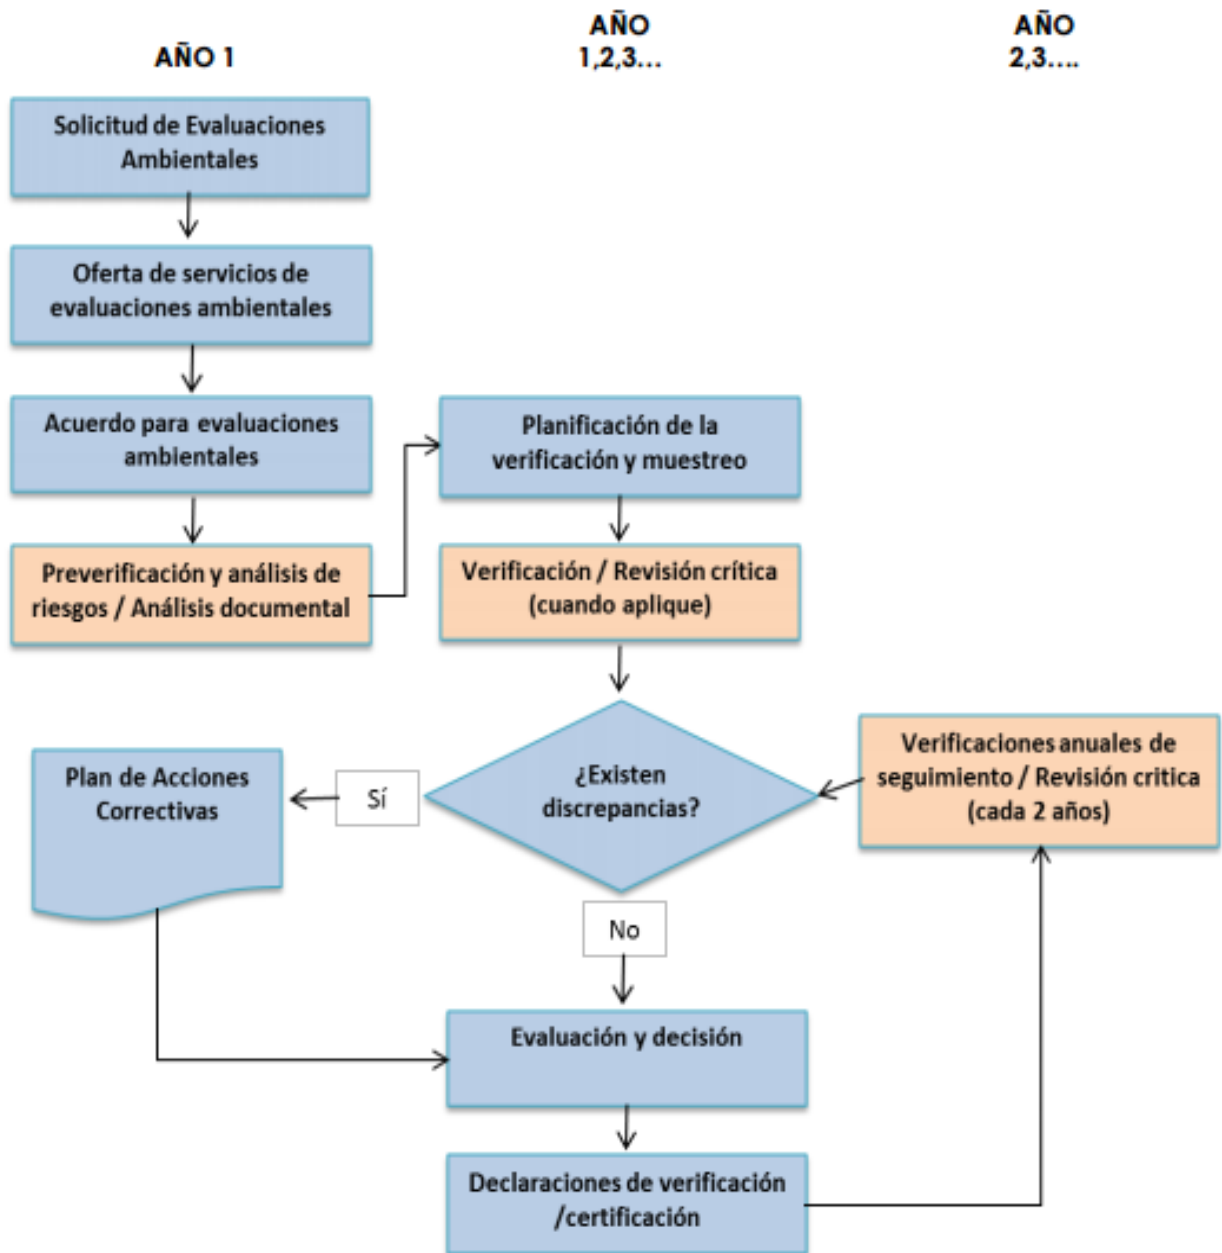 AÑO 1
AÑO
1,2,3...
AÑO
2,3....
Solicitud de Evaluaciones
Ambientales
Oferta de servicios de
evaluaciones ambientales
Acuerdo para evaluaciones
ambientales
Preverificación y análisis de
riesgos / Análisis documental
Planificación de la
verificación y muestreo
Verificación / Revisión crítica
(cuando aplique)
¿Existen
discrepancias?
Verificaciones anuales de
seguimiento / Revisión critica
(cada 2 años)
Sí
Plan de Acciones
Correctivas
No
Evaluación y decisión
Declaraciones de verificación
/certificación